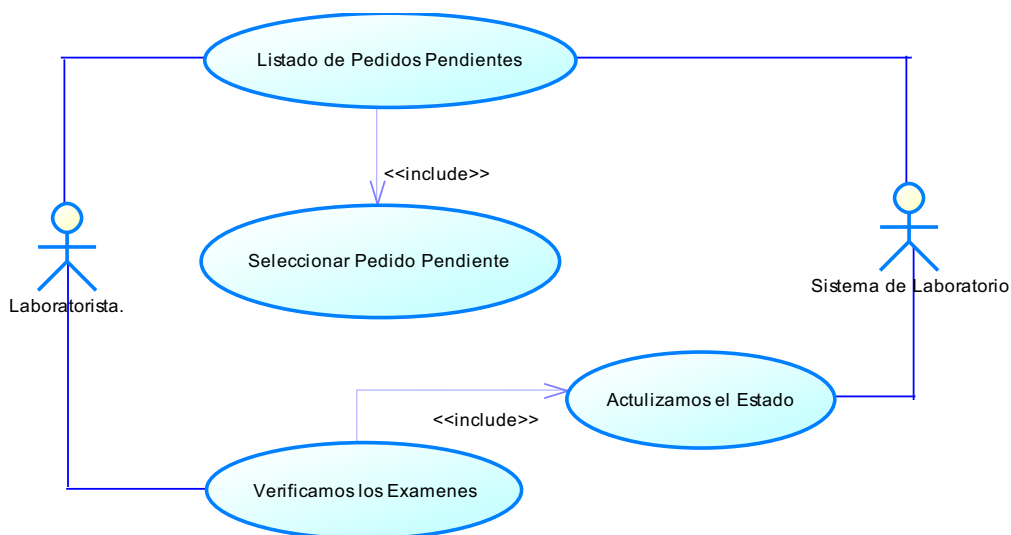 Listado de Pedidos Pendientes
<<include>>
Seleccionar Pedido Pendiente
Laboratorista.
Sistema de Laboratorio
Actulizamos el Estado
<<include>>
Verificamos los Examenes